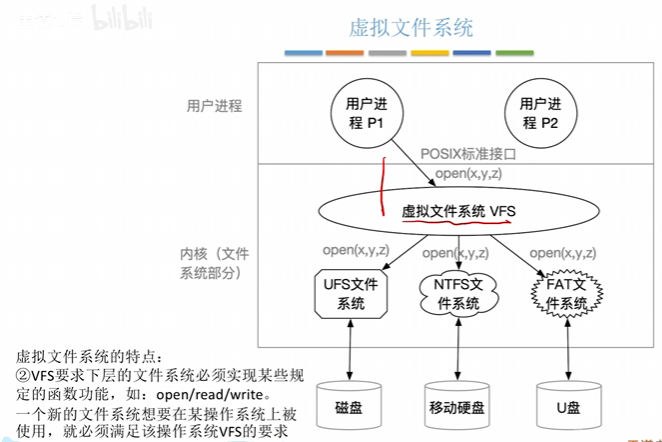 bilibili
虚拟文件系统
用户进程
用户进
程 P1
用户进
程 P2
POSIX标准接口
open(x,y,z)
虚拟文件系统 VFS
内核（文件
系统部分）
open(x,y,z)
open(x,y,z)
open(x,y,z)
UFS文件
系统
NTFS文
件系统
FAT文
件系统
磁盘
移动硬盘
U盘
虚拟文件系统的特点：
②VFS要求下层的文件系统必须实现某些规
定的函数功能，如：open/read/write。
一个新的文件系统想要在某操作系统上被
使用，就必须满足该操作系统VFS的要求